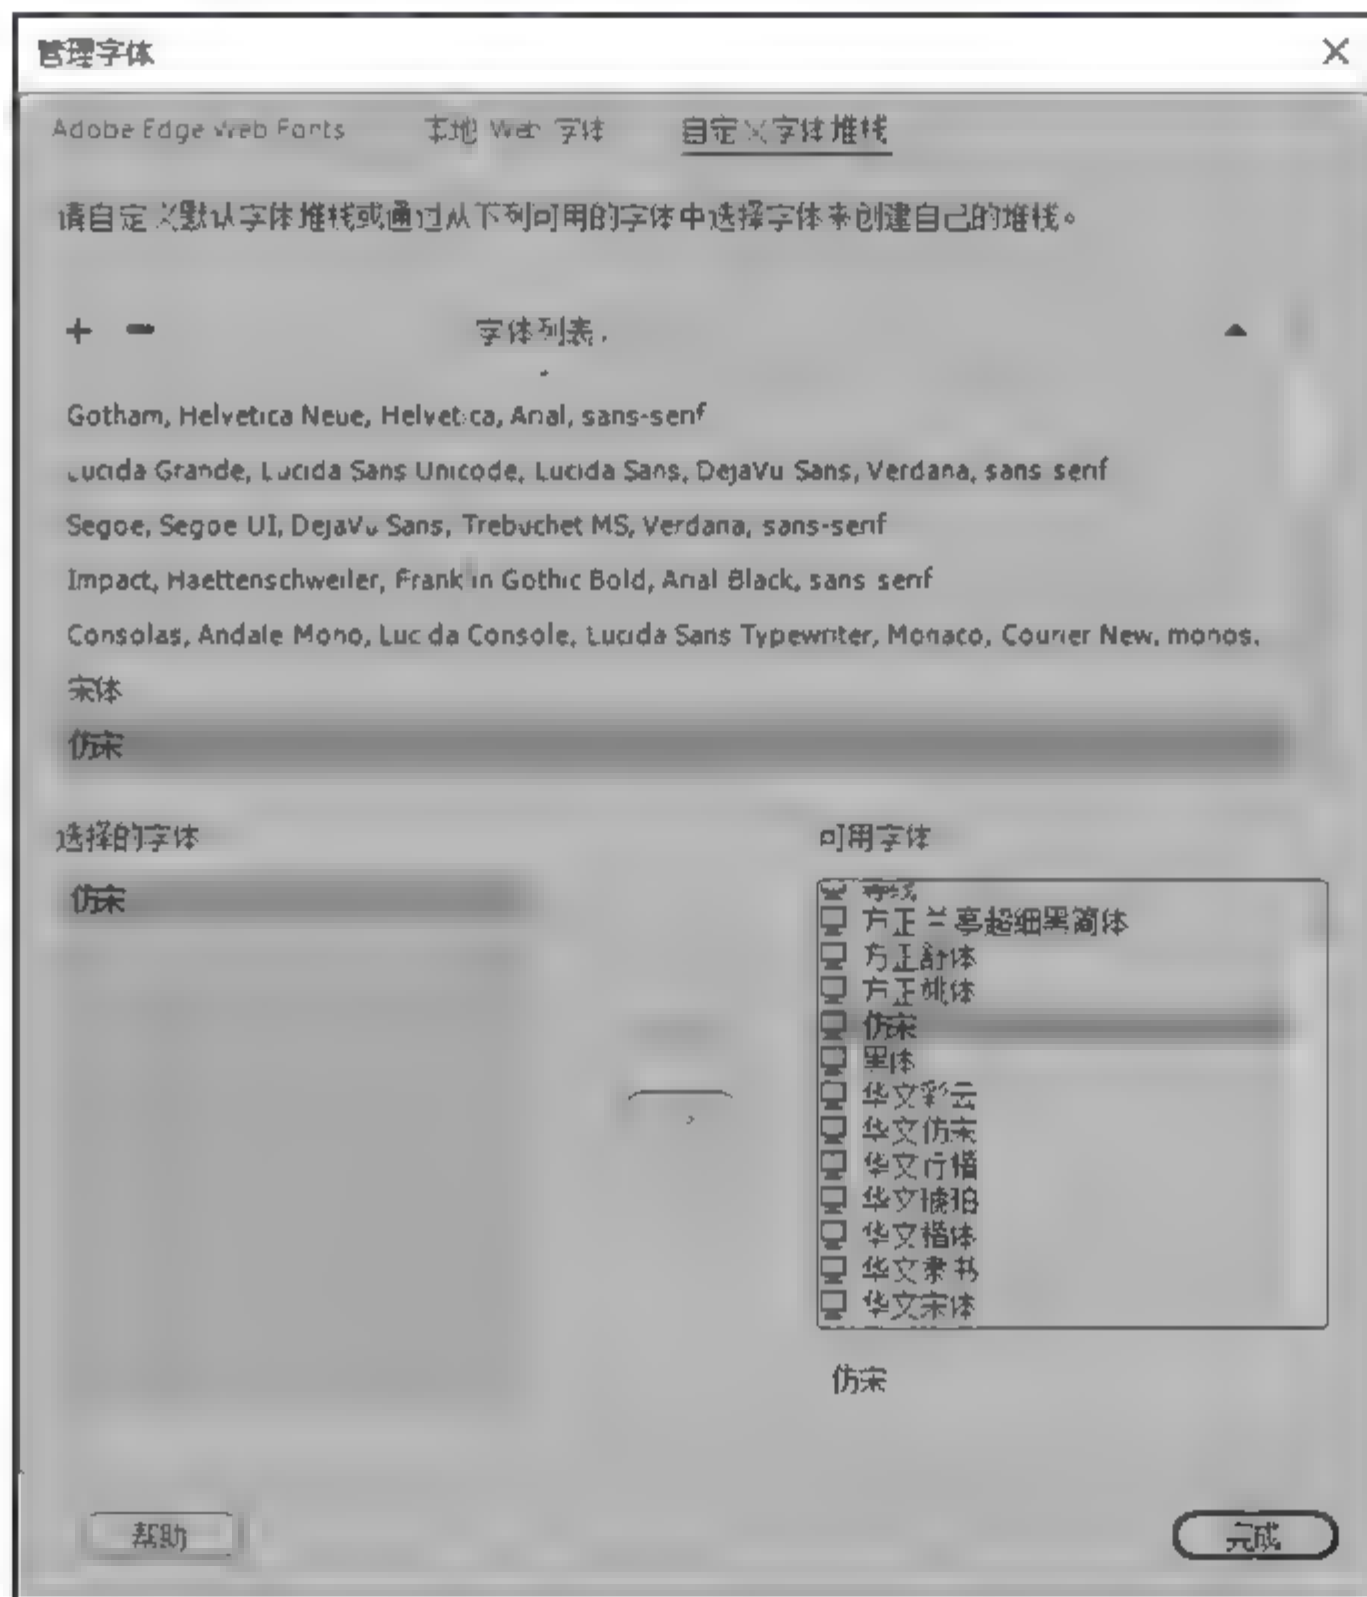 管理字体
Adobe Edge Web Fonts 本地 Web 字体 自定义字体堆栈
请自定义默认字体堆栈或通过从下列可用的字体中选择字体来创建自己的堆栈。
字体列表:
Gotham, Helvetica Neue, Helvetica, Arial, sans-serif
Lucida Grande, Lucida Sans Unicode, Lucida Sans, DejaVu Sans, Verdana, sans-serif
Segoe, Segoe UI, DejaVu Sans, Trebuchet MS, Verdana, sans-serif
Impact, Haettenschweiler, Franklin Gothic Bold, Arial Black, sans-serif
Consolas, Andale Mono, Lucida Console, Lucida Sans Typewriter, Monaco, Courier New, monos.
宋体
仿宋
选择的字体
仿宋
可用字体
等线
方正兰亭超细黑简体
方正舒体
方正姚体
仿宋
黑体
华文彩云
华文仿宋
华文行楷
华文琥珀
华文楷体
华文隶书
华文宋体
仿宋
帮助
完成